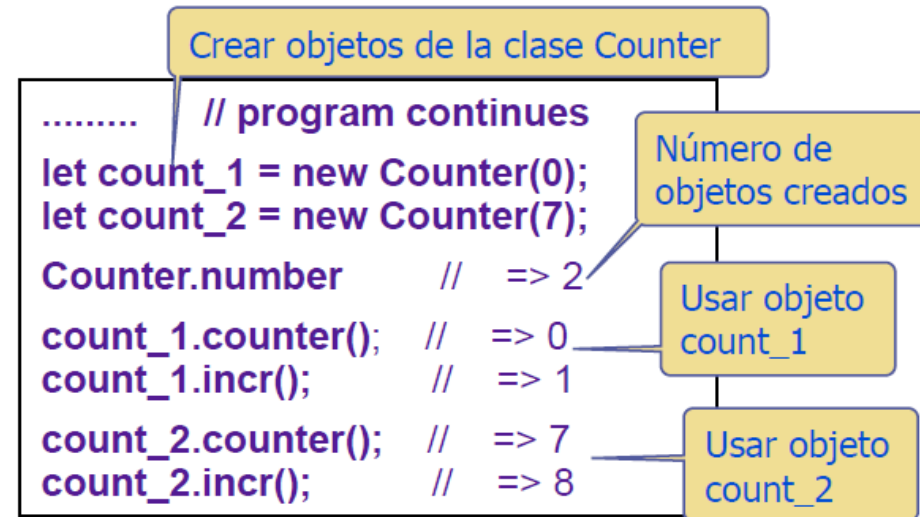 Crear objetos de la clase Counter
......... // program continues
let count_1 = new Counter(0);
let count_2 = new Counter(7);
Número de
objetos creados
Counter.number // => 2
count_1.counter(); // => 0
count_1.incr(); // => 1
Usar objeto
count_1
count_2.counter(); // => 7
count_2.incr(); // => 8
Usar objeto
count_2